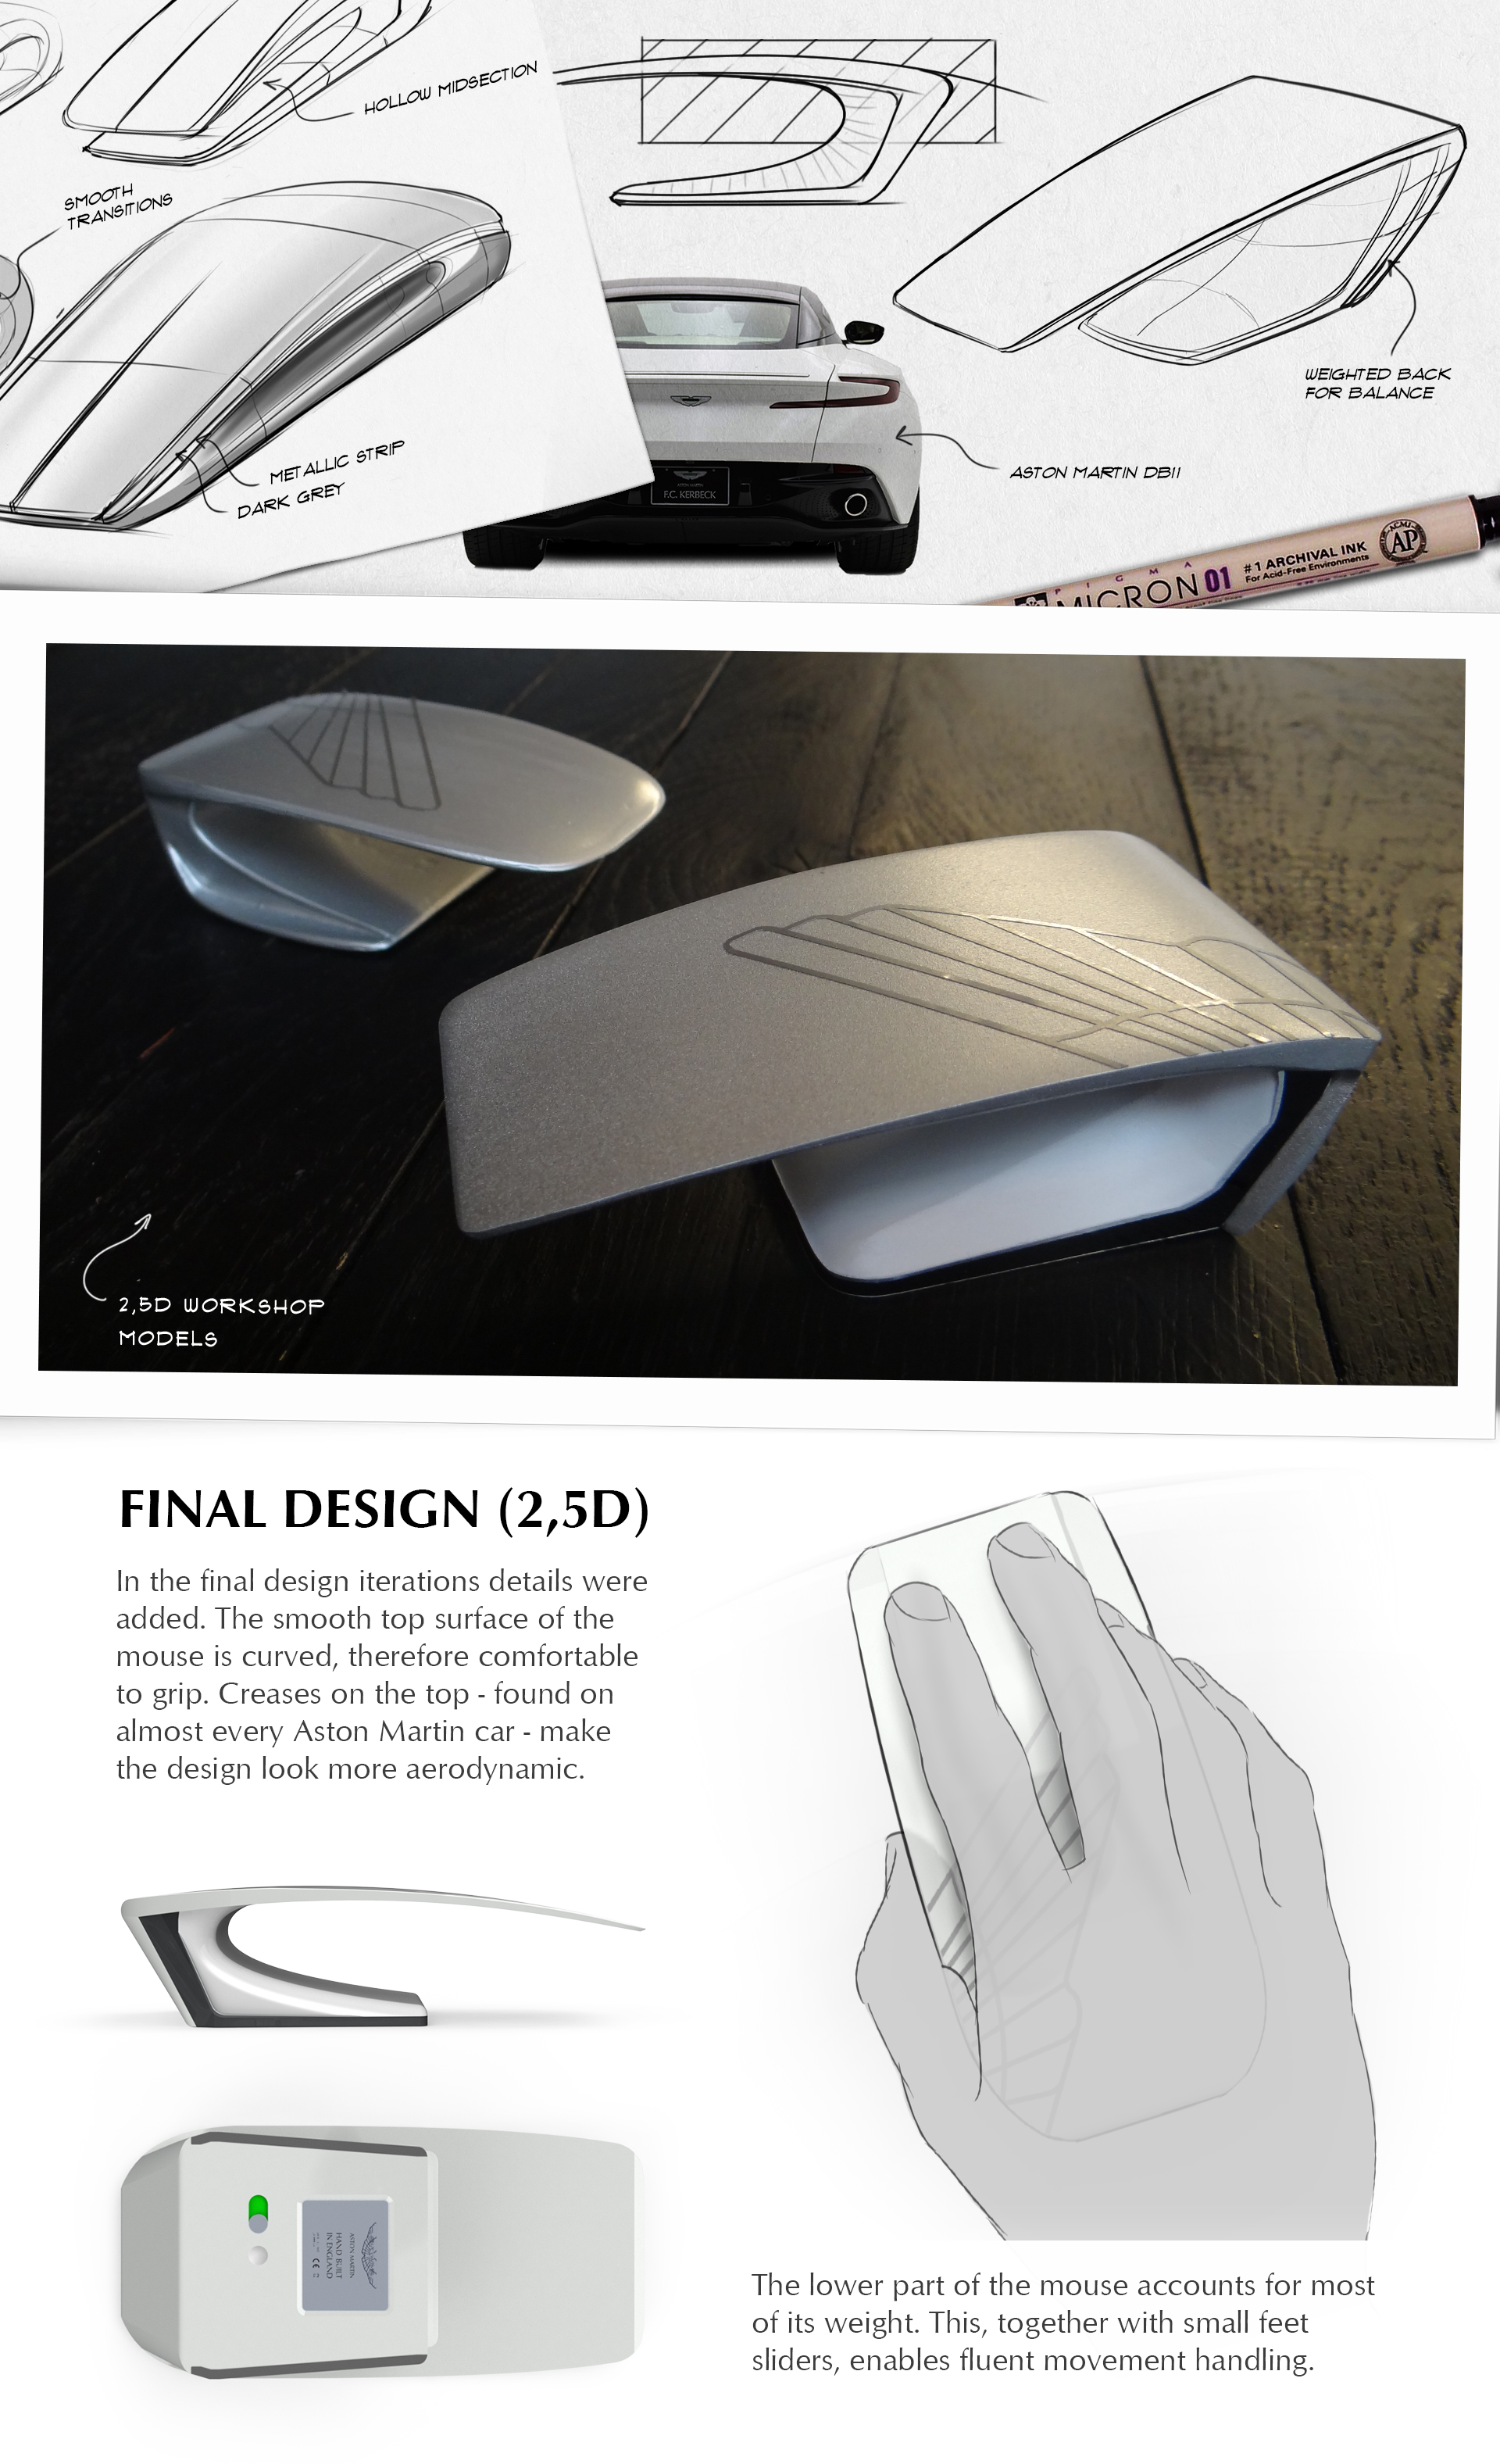 HOLLOW MIDSECTION
SMOOTH
TRANSITIONS
METALLIC STRIP
DARK GREY
WEIGHTED BACK
FOR BALANCE
ASTON MARTIN DB11
F.C. KERBECK
PIGMA
MICRON 01
#1 ARCHIVAL INK
For Acid-Free Environments
ACMI
AP
2,5D WORKSHOP
MODELS
FINAL DESIGN (2,5D)
In the final design iterations details were
added. The smooth top surface of the
mouse is curved, therefore comfortable
to grip. Creases on the top - found on
almost every Aston Martin car - make
the design look more aerodynamic.
ASTON MARTIN
HAND BUILT
IN ENGLAND
CE
The lower part of the mouse accounts for most
of its weight. This, together with small feet
sliders, enables fluent movement handling.